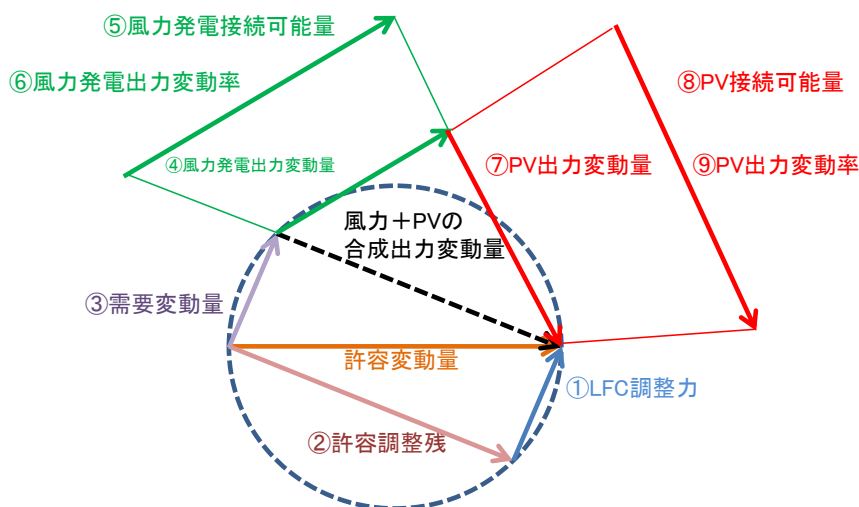 ⑤風力発電接続可能量
⑥風力発電出力変動率
⑧PV接続可能量
④風力発電出力変動量
⑦PV出力変動量
⑨PV出力変動率
風力＋PVの
合成出力変動量
③需要変動量
許容変動量
①LFC調整力
②許容調整残